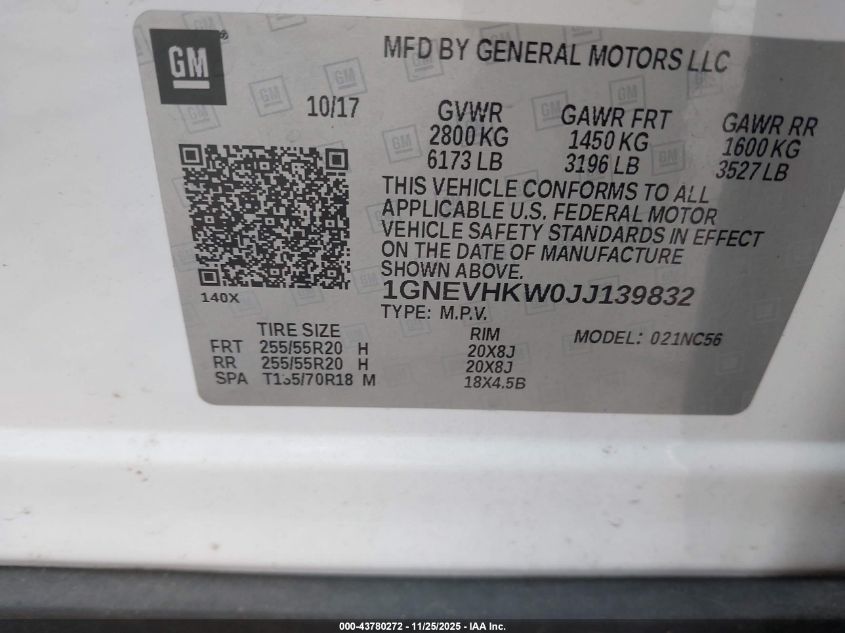 GM
MFD BY GENERAL MOTORS LLC
10/17
GVWR GAWR FRT GAWR RR
2800 KG 1450 KG 1600 KG
6173 LB 3196 LB 3527 LB
THIS VEHICLE CONFORMS TO ALL
APPLICABLE U.S. FEDERAL MOTOR
VEHICLE SAFETY STANDARDS IN EFFECT
ON THE DATE OF MANUFACTURE
SHOWN ABOVE.
1GNEVHKW0JJ139832
140X
TYPE: M.P.V.
TIRE SIZE RIM MODEL: 021NC56
FRT 255/55R20 H 20X8J
RR 255/55R20 H 20X8J
SPA T135/70R18 M 18X4.5B
000-43780272 - 11/25/2025 - IAA Inc.